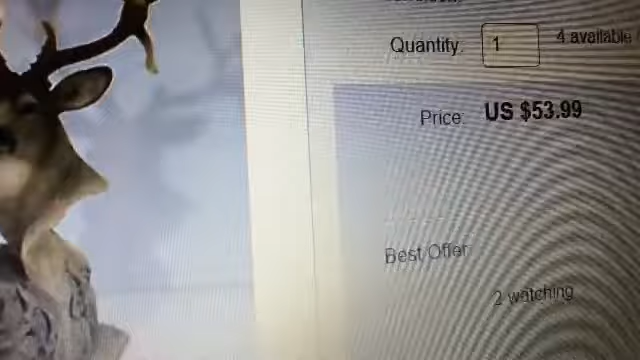 Quantity:
1
4 available
Price: US $53.99
Best Offer
2 watching